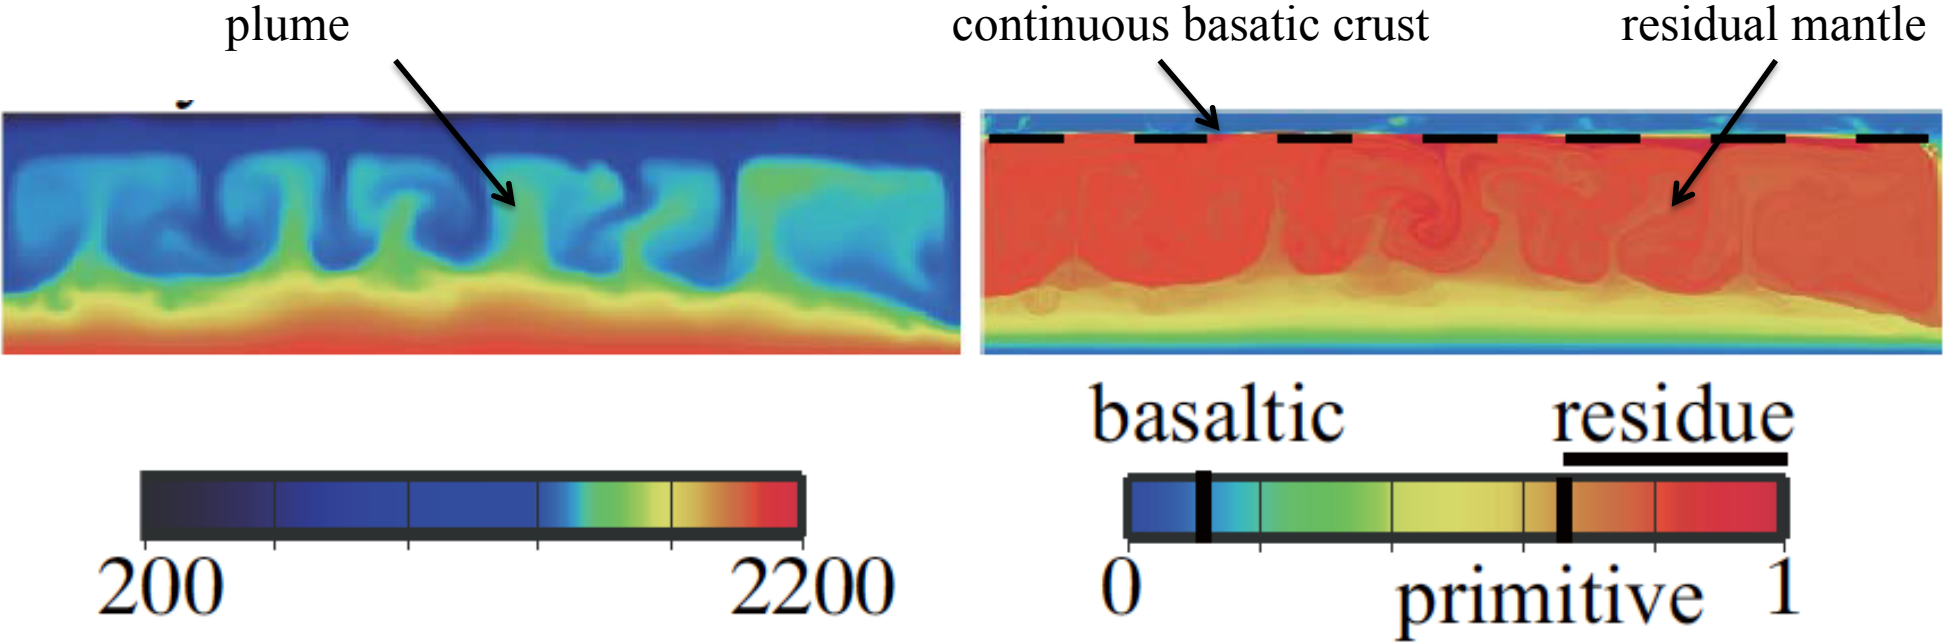 plume
continuous basatic crust
residual mantle
basaltic
residue
200
2200
0
primitive
1